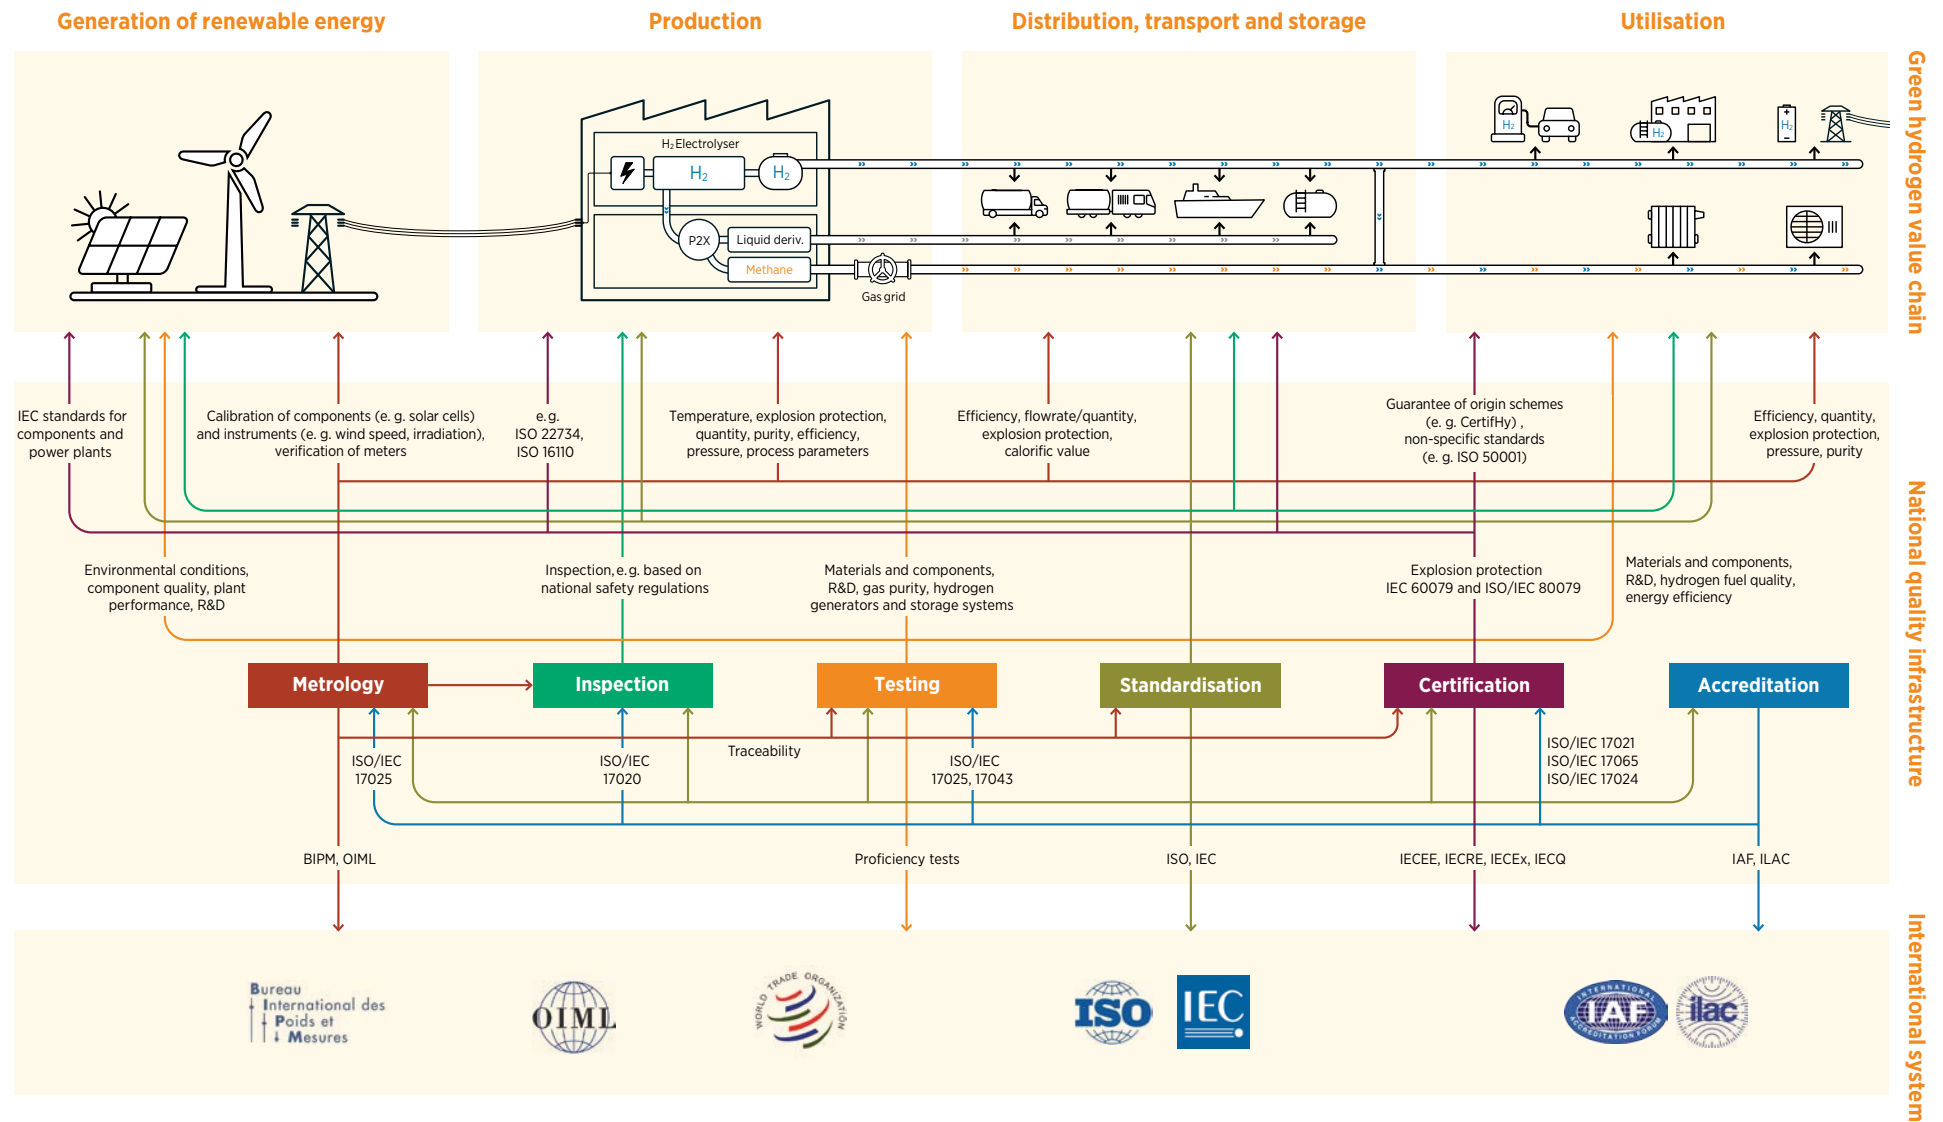 Generation of renewable energy
Production
Distribution, transport and storage
Utilisation
Green hydrogen value chain
H₂ Electrolyser
H₂
H₂
P2X
Liquid deriv.
Methane
Gas grid
H₂
H₂
H₂
IEC standards for
components and
power plants
Calibration of components (e. g. solar cells)
and instruments (e. g. wind speed, irradiation),
verification of meters
e. g.
ISO 22734,
ISO 16110
Temperature, explosion protection,
quantity, purity, efficiency,
pressure, process parameters
Efficiency, flowrate/quantity,
explosion protection,
calorific value
Guarantee of origin schemes
(e. g. CertifHy) ,
non-specific standards
(e. g. ISO 50001)
Efficiency, quantity,
explosion protection,
pressure, purity
National quality infrastructure
Environmental conditions,
component quality, plant
performance, R&D
Inspection, e.g. based on
national safety regulations
Materials and components,
R&D, gas purity, hydrogen
generators and storage systems
Explosion protection
IEC 60079 and ISO/IEC 80079
Materials and components,
R&D, hydrogen fuel quality,
energy efficiency
Metrology
Inspection
Testing
Standardisation
Certification
Accreditation
Traceability
ISO/IEC
17025
ISO/IEC
17020
ISO/IEC
17025, 17043
ISO/IEC 17021
ISO/IEC 17065
ISO/IEC 17024
BIPM, OIML
Proficiency tests
ISO, IEC
IECEE, IECRE, IECEx, IECQ
IAF, ILAC
International system
Bureau
International des
Poids et
Mesures
OIML
WORLD TRADE ORGANIZATION
ISO
IEC
INTERNATIONAL
IAF
ACCREDITATION FORUM
ilac